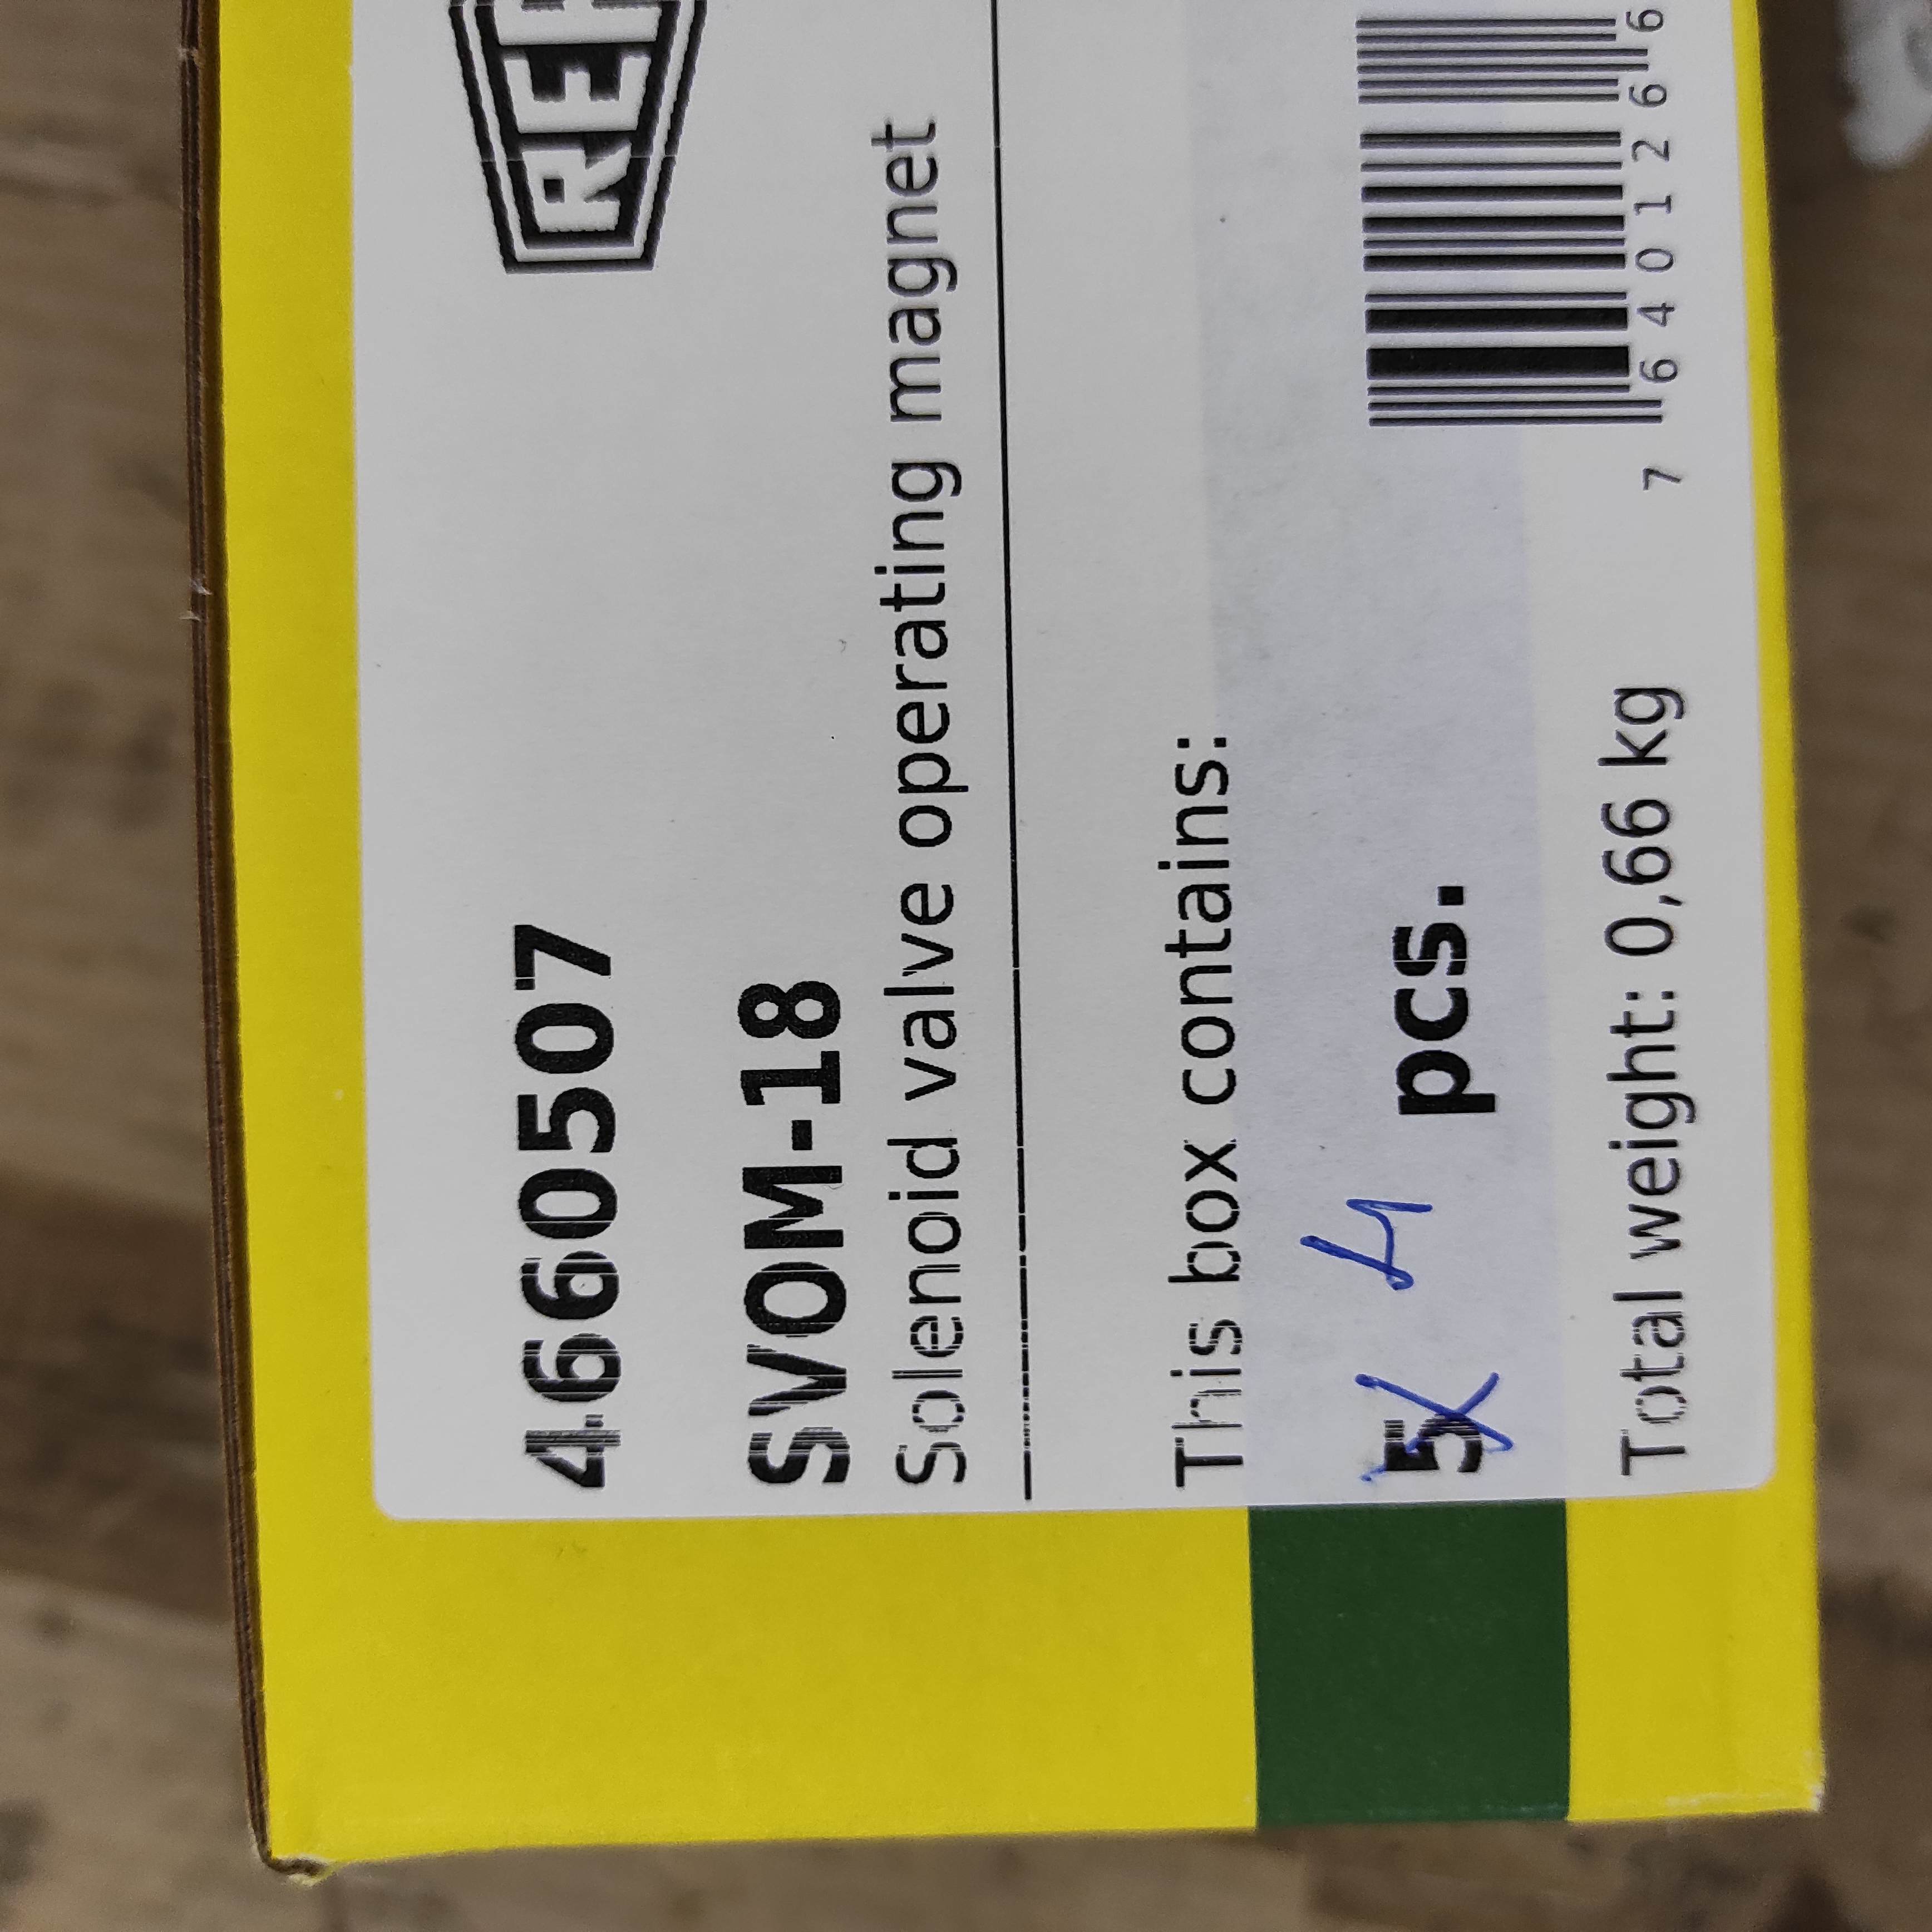 4660507
SVOM-18
Solenoid valve operating magnet
This box contains:
5 4 pcs.
Total weight: 0,66 kg
7 640126 6